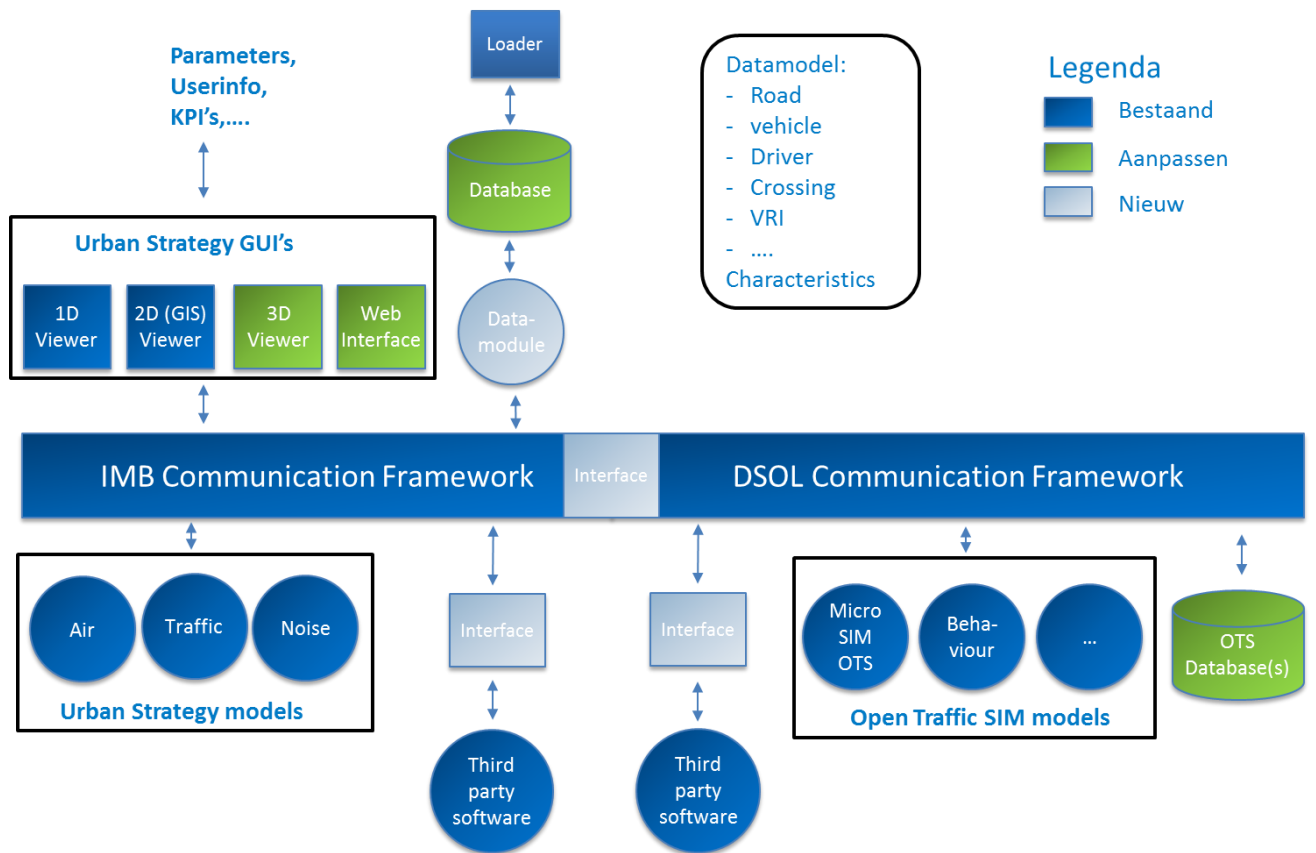 Parameters,
Userinfo,
KPI's,....
Loader
Database
Data-
module
Datamodel:
- Road
- vehicle
- Driver
- Crossing
- VRI
- ....
Characteristics
Legenda
Bestaand
Aanpassen
Nieuw
Urban Strategy GUI's
1D
Viewer
2D (GIS)
Viewer
3D
Viewer
Web
Interface
IMB Communication Framework
Interface
DSOL Communication Framework
Air
Traffic
Noise
Urban Strategy models
Interface
Third
party
software
Interface
Third
party
software
Micro
SIM
OTS
Beha-
viour
...
Open Traffic SIM models
OTS
Database(s)